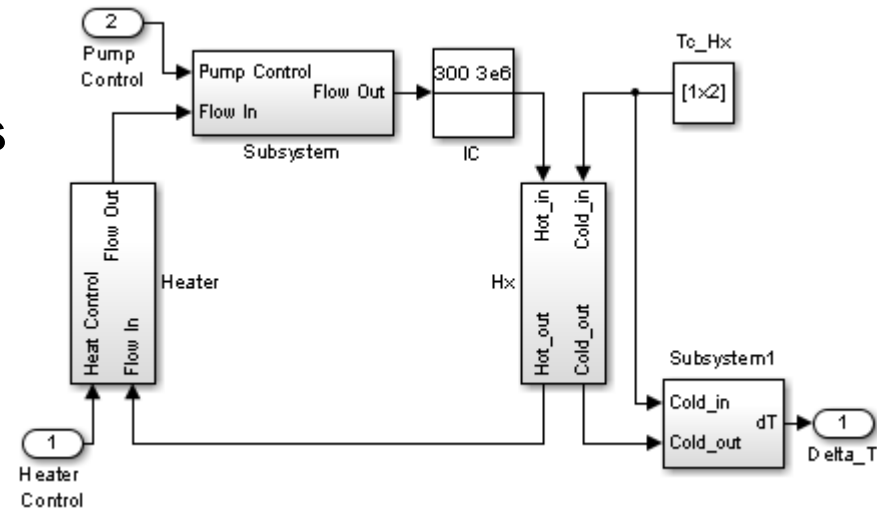 2
Pump
Control
Pump Control
Flow Out
Flow In
Subsystem
300 3e6
IC
Tc_Hx
[1x2]
s
Flow Out
Heat Control
Flow In
Heater
Hot_in
Cold_in
Hx
Hot_out
Cold_out
Subsystem1
Cold_in
dT
Cold_out
1
Delta_T
1
Heater
Control